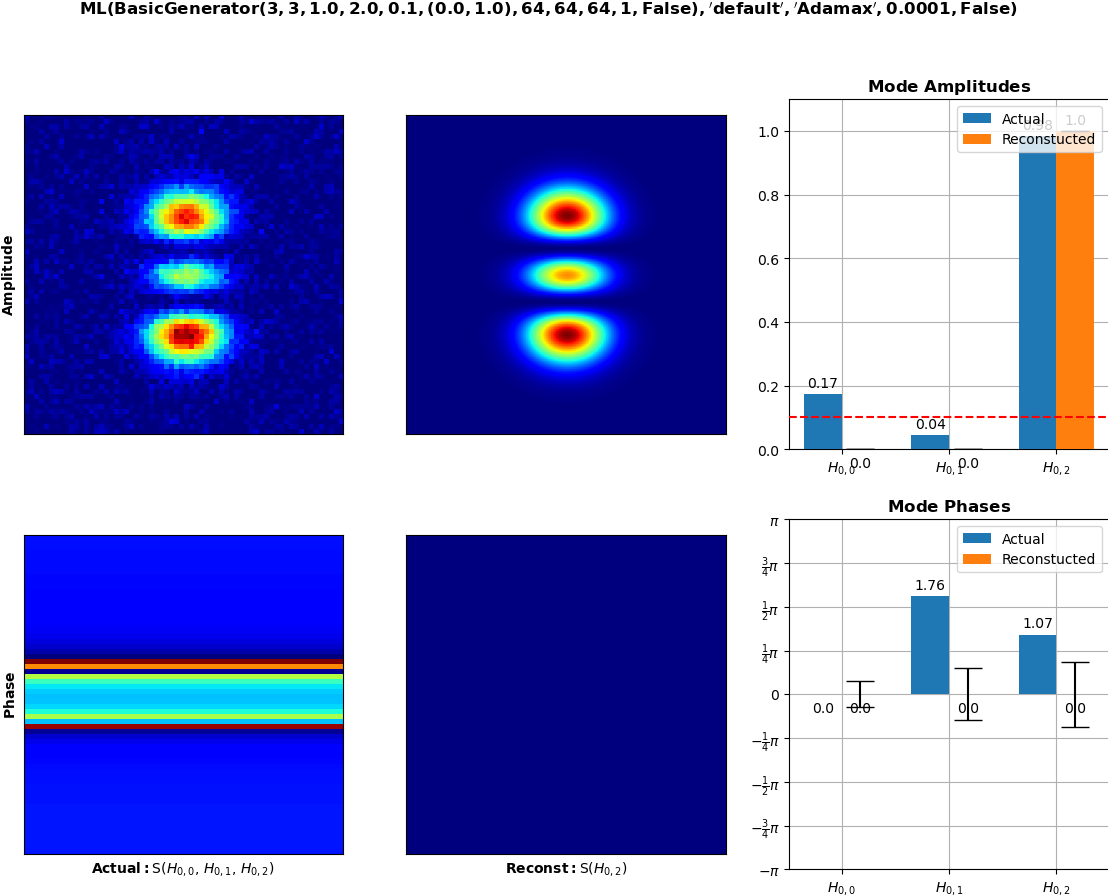 ML(BasicGenerator(3, 3, 1.0, 2.0, 0.1, (0.0, 1.0), 64, 64, 64, 1, False), 'default', 'Adamax', 0.0001, False)
Amplitude
Mode Amplitudes
Actual
Reconstucted
0.98
1.0
1.0
0.8
0.6
0.4
0.2
0.0
0.17
0.0
0.04
0.0
H0,0
H0,1
H0,2
Phase
Actual: S(H0,0, H0,1, H0,2)
Reconst: S(H0,2)
Mode Phases
Actual
Reconstucted
π
3/4π
1/2π
1/4π
0
−1/4π
−1/2π
−3/4π
−π
0.0
0.0
1.76
0.0
1.07
0.0
H0,0
H0,1
H0,2